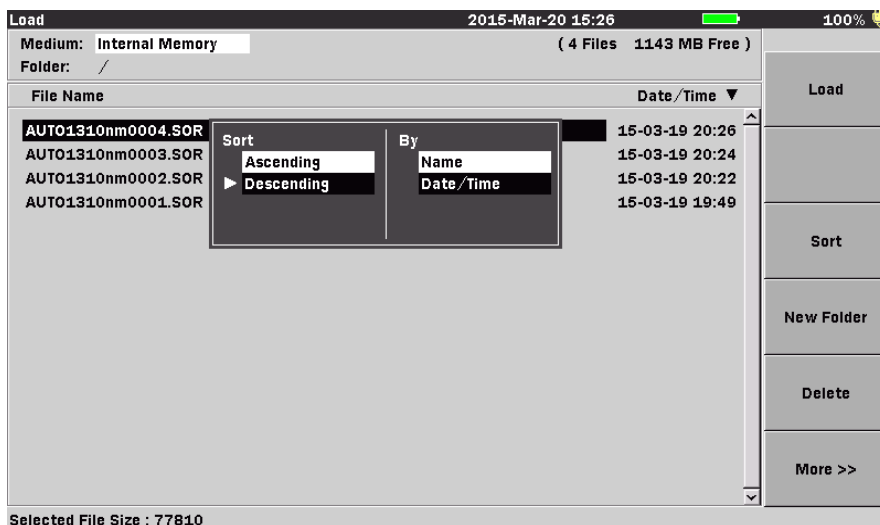 Load 2015-Mar-20 15:26 100%
Medium: Internal Memory ( 4 Files 1143 MB Free )
Folder: /
File Name Date/Time ▼
AUTO1310nm0004.SOR 15-03-19 20:26
AUTO1310nm0003.SOR 15-03-19 20:24
AUTO1310nm0002.SOR 15-03-19 20:22
AUTO1310nm0001.SOR 15-03-19 19:49
Sort By
Ascending Name
Descending Date/Time
Load
Sort
New Folder
Delete
More >>
Selected File Size : 77810